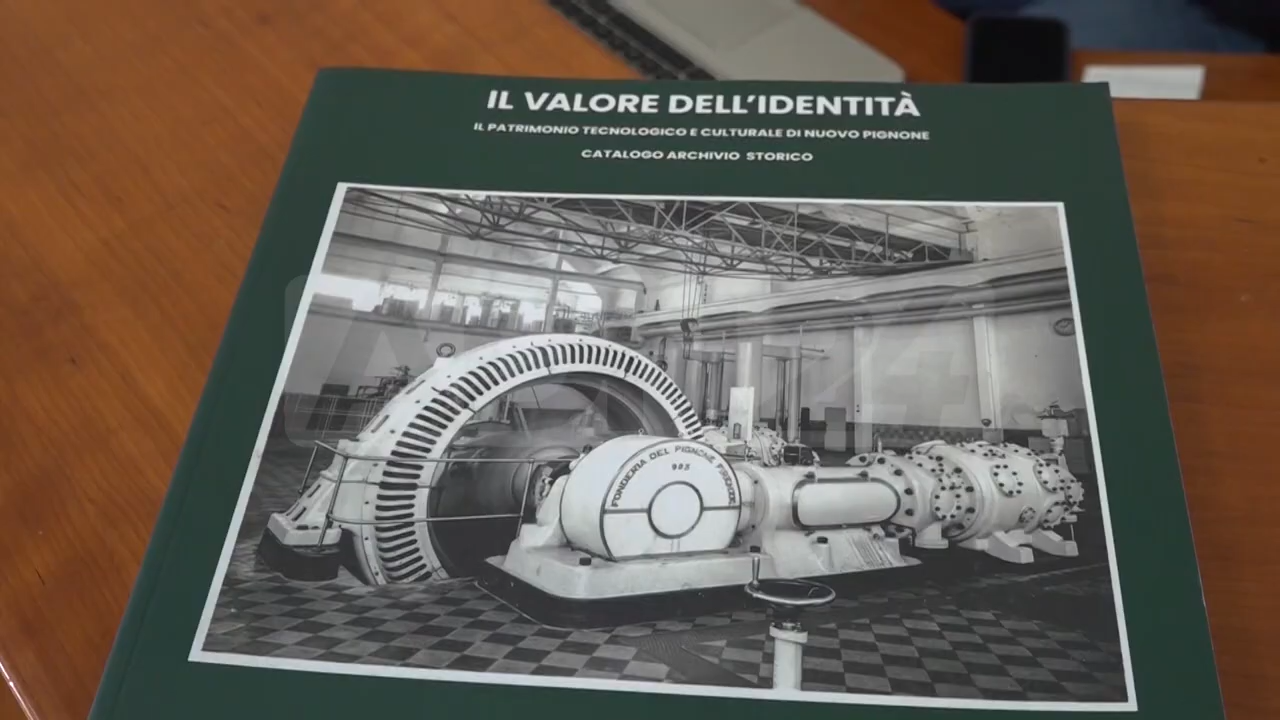 IL VALORE DELL'IDENTITÀ
IL PATRIMONIO TECNOLOGICO E CULTURALE DI NUOVO PIGNONE
CATALOGO ARCHIVIO STORICO
FONDERIA DEL PIGNONE FIRENZE
905